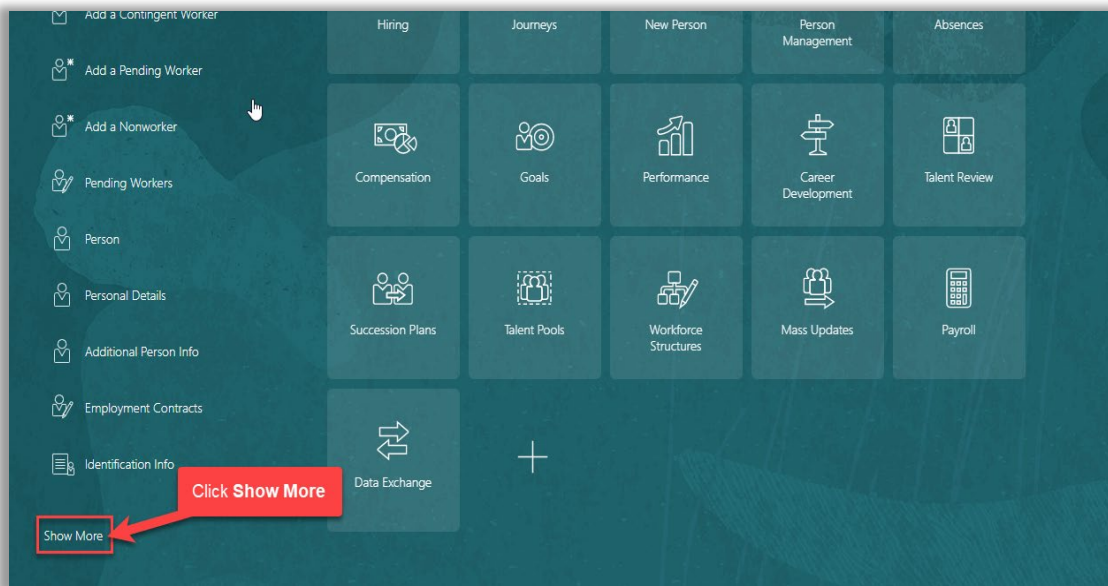 Add a Contingent Worker
Add a Pending Worker
Add a Nonworker
Pending Workers
Person
Personal Details
Additional Person Info
Employment Contracts
Identification Info
Show More
Click Show More
Hiring
Journeys
New Person
Person
Management
Absences
Compensation
Goals
Performance
Career
Development
Talent Review
Succession Plans
Talent Pools
Workforce
Structures
Mass Updates
Payroll
Data Exchange